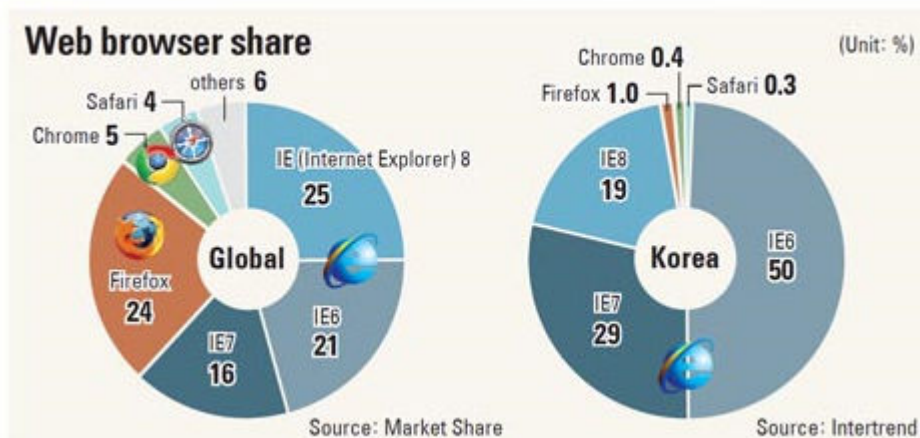 Web browser share
(Unit: %)
others 6
Safari 4
Chrome 5
IE (Internet Explorer) 8
25
Global
Firefox
24
IE6
21
IE7
16
Source: Market Share
Chrome 0.4
Firefox 1.0
Safari 0.3
IE8
19
Korea
IE6
50
IE7
29
Source: Intertrend